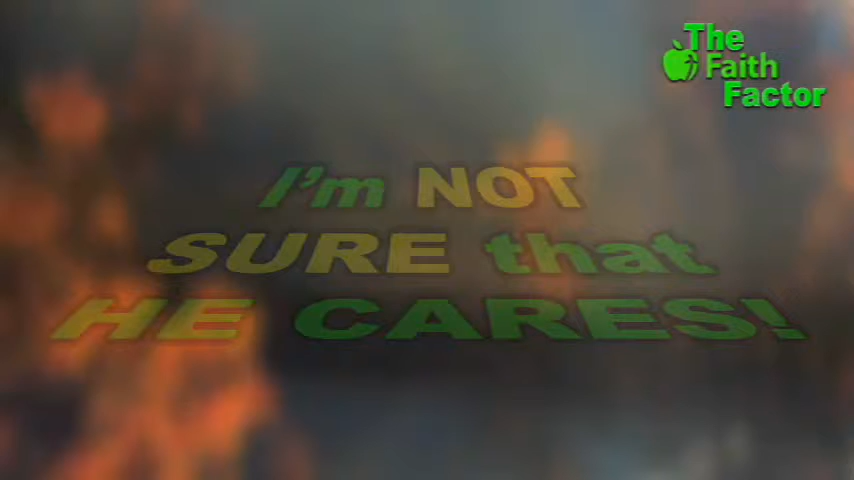 The
Faith
Factor
I'm NOT
SURE that
HE CARES!